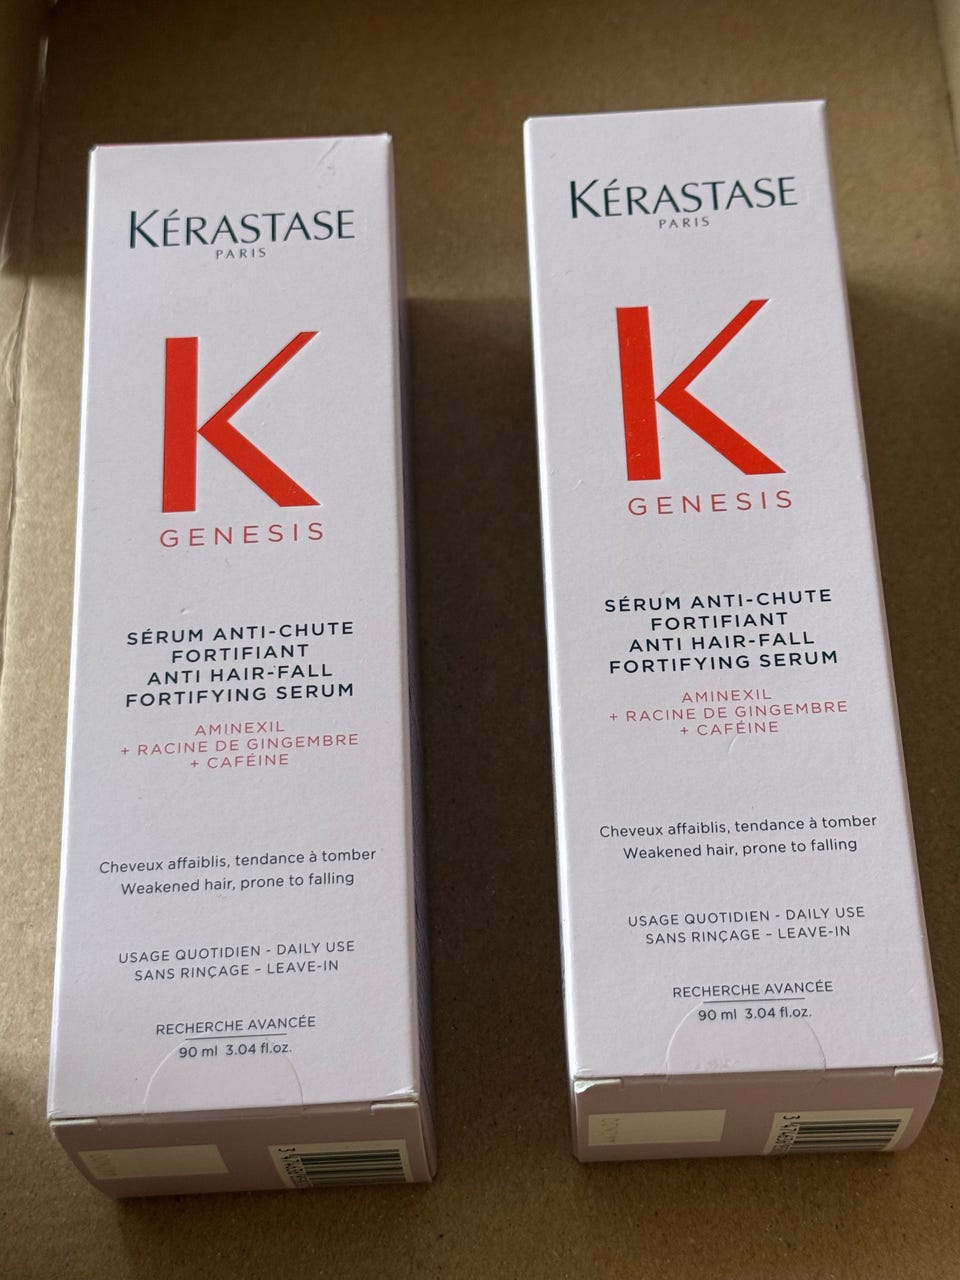 KÉRASTASE
PARIS
K
GENESIS
SÉRUM ANTI-CHUTE
FORTIFIANT
ANTI HAIR-FALL
FORTIFYING SERUM
AMINEXIL
+ RACINE DE GINGEMBRE
+ CAFÉINE
Cheveux affaiblis, tendance à tomber
Weakened hair, prone to falling
USAGE QUOTIDIEN - DAILY USE
SANS RINÇAGE – LEAVE-IN
RECHERCHE AVANCÉE
90 ml 3.04 fl.oz.
KÉRASTASE
PARIS
K
GENESIS
SÉRUM ANTI-CHUTE
FORTIFIANT
ANTI HAIR-FALL
FORTIFYING SERUM
AMINEXIL
+ RACINE DE GINGEMBRE
+ CAFÉINE
Cheveux affaiblis, tendance à tomber
Weakened hair, prone to falling
USAGE QUOTIDIEN - DAILY USE
SANS RINÇAGE – LEAVE-IN
RECHERCHE AVANCÉE
90 ml 3.04 fl.oz.